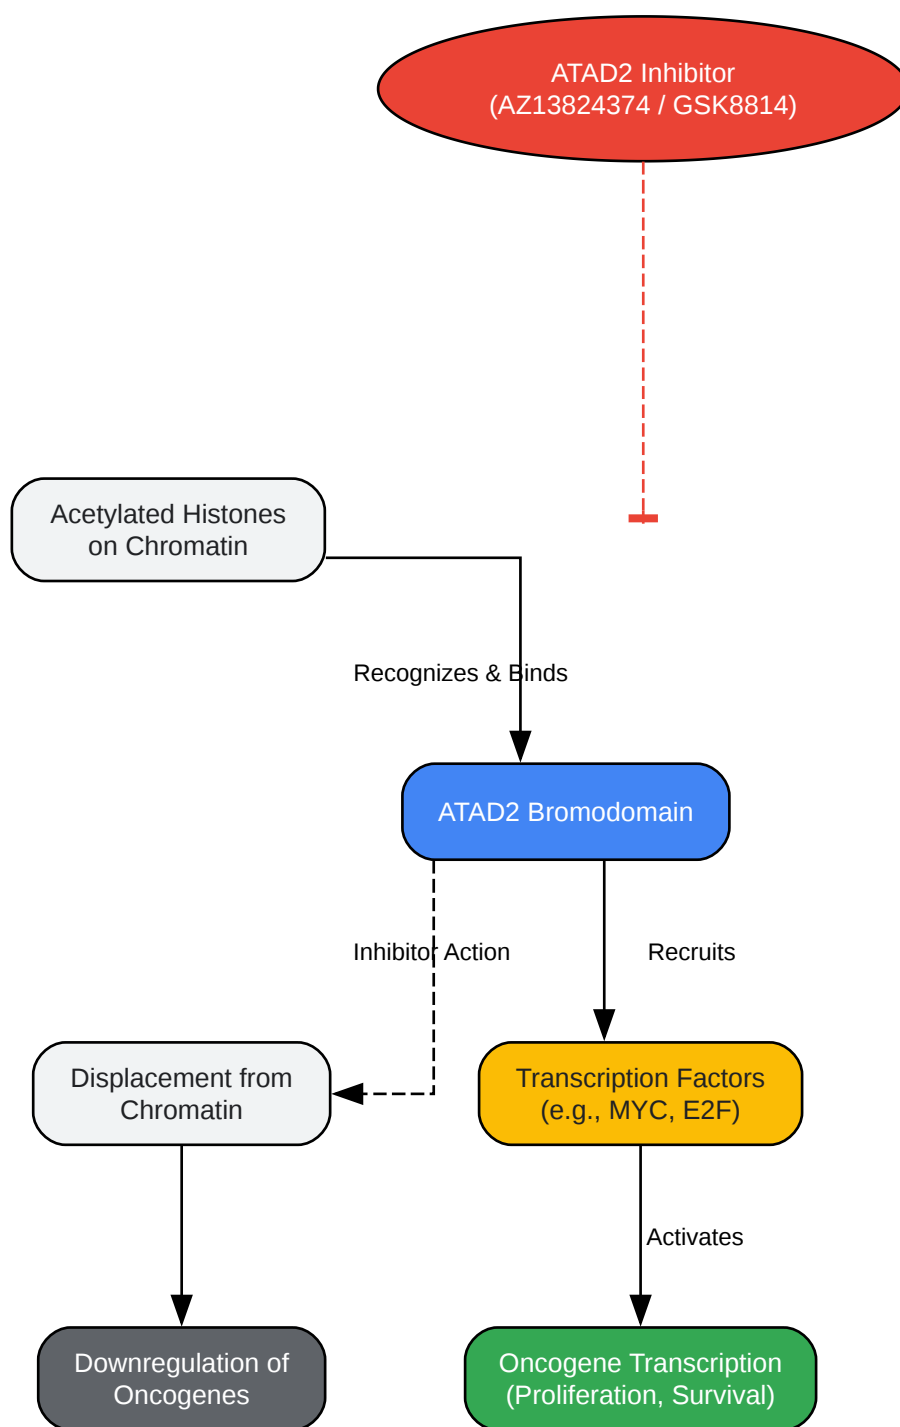 ATAD2 Inhibitor
(AZ13824374 / GSK8814)
Acetylated Histones
on Chromatin
Recognizes & Binds
ATAD2 Bromodomain
Inhibitor Action
Recruits
Displacement from
Chromatin
Transcription Factors
(e.g., MYC, E2F)
Activates
Downregulation of
Oncogenes
Oncogene Transcription
(Proliferation, Survival)